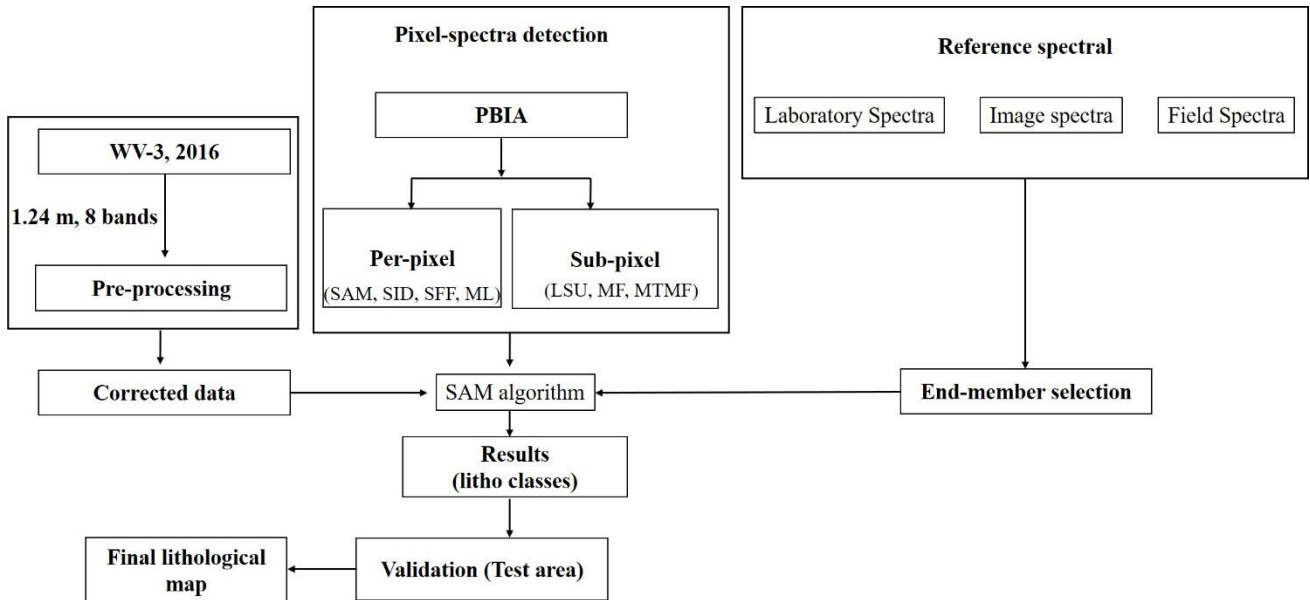 Pixel-spectra detection
Reference spectral
PBIA
Laboratory Spectra
Image spectra
Field Spectra
WV-3, 2016
1.24 m, 8 bands
Pre-processing
Per-pixel
(SAM, SID, SFF, ML)
Sub-pixel
(LSU, MF, MTMF)
Corrected data
SAM algorithm
End-member selection
Results
(litho classes)
Final lithological
map
Validation (Test area)